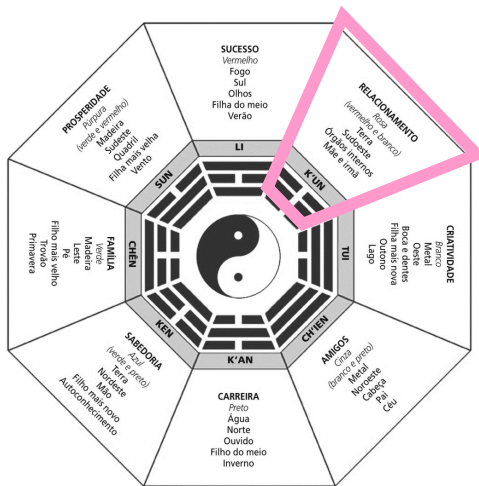 SUCESSO
Vermelho
Fogo
Sul
Olhos
Filha do meio
Verão
LI
RELACIONAMENTO
Rosa
(vermelho e branco)
Terra
Sudoeste
Órgãos internos
Mãe e irmã
K'UN
CRIATIVIDADE
Branco
Metal
Oeste
Boca e dentes
Filha mais nova
Outono
Lago
TUI
AMIGOS
Cinza
(branco e preto)
Metal
Noroeste
Cabeça
Pai
Céu
CH'IEN
K'AN
CARREIRA
Preto
Água
Norte
Ouvido
Filho do meio
Inverno
KEN
SABEDORIA
Azul
(verde e preto)
Terra
Nordeste
Mão
Filho mais novo
Autoconhecimento
CHÊN
FAMÍLIA
Verde
Madeira
Leste
Pé
Filho mais velho
Trovão
Primavera
PROSPERIDADE
Púrpura
(verde e vermelho)
Madeira
Sudeste
Quadril
Filha mais velha
Vento
SUN